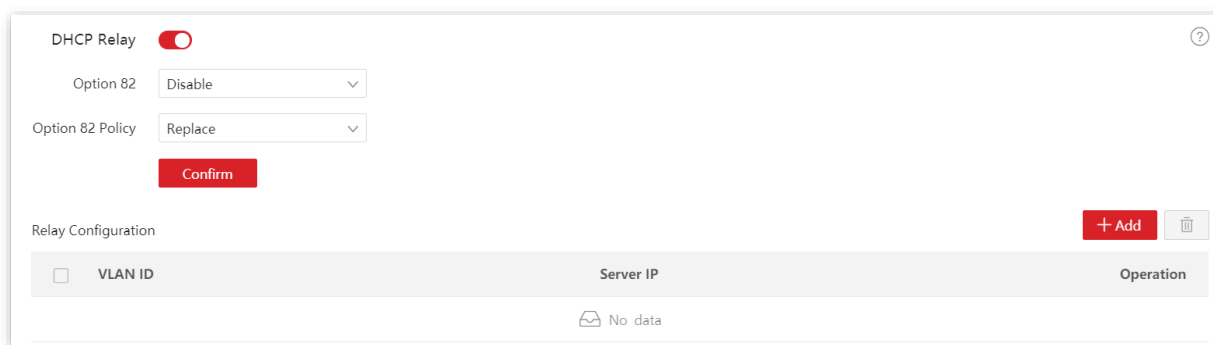 DHCP Relay
?
Option 82 Disable
Option 82 Policy Replace
Confirm
Relay Configuration
+ Add
VLAN ID Server IP Operation
No data